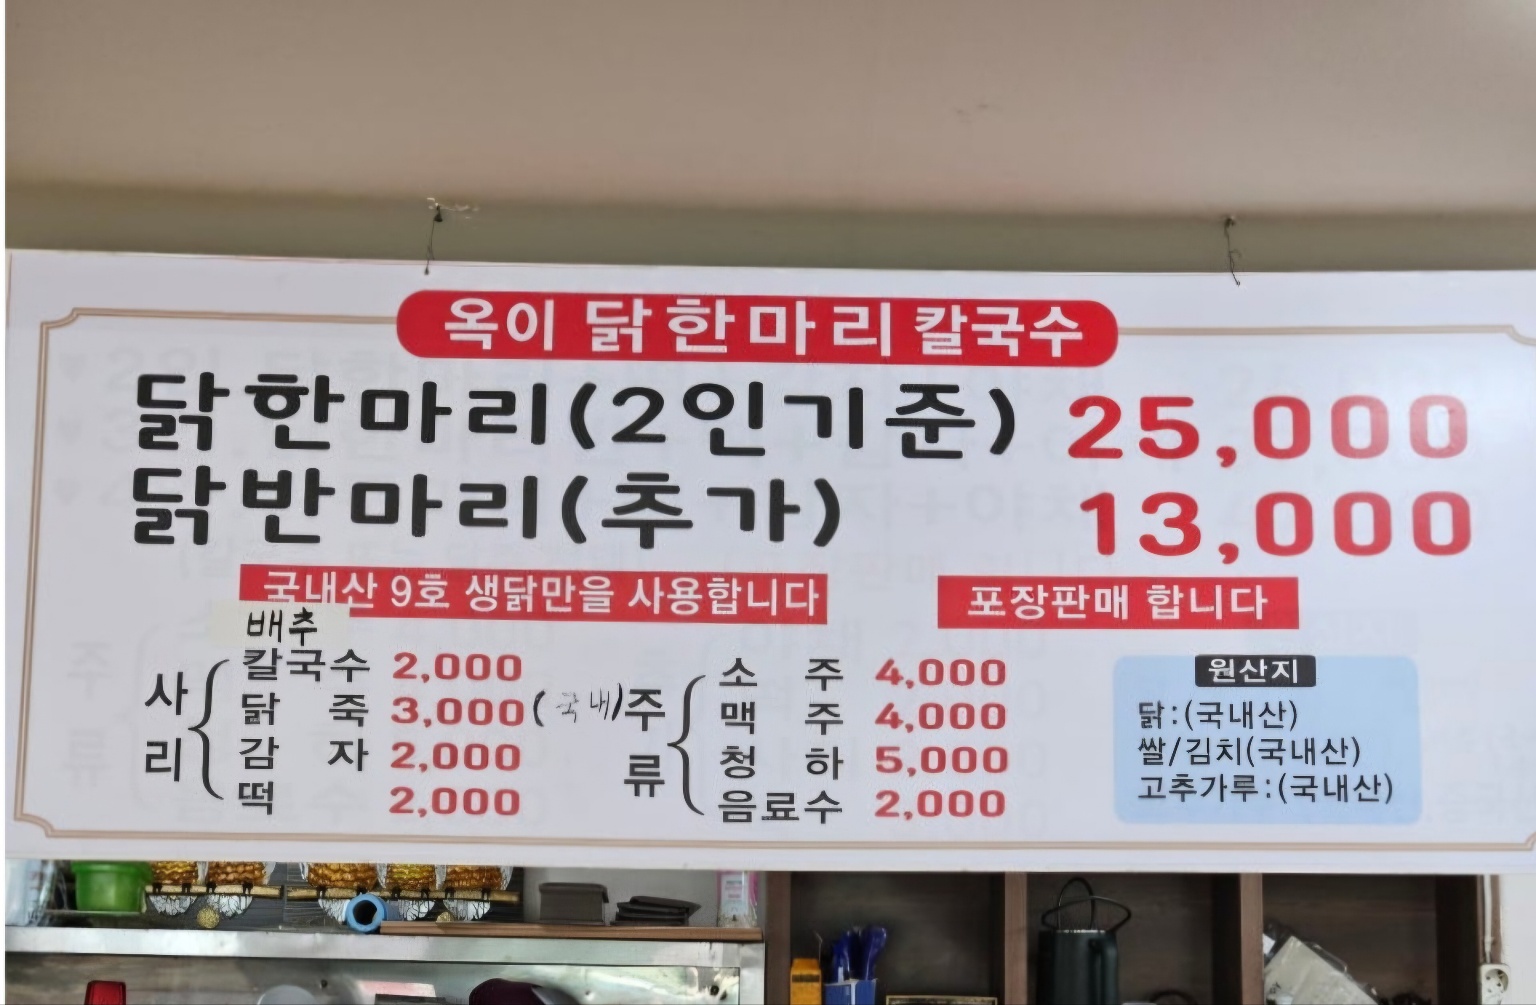 옥이 닭한마리 칼국수
닭한마리(2인기준) 25,000
닭반마리(추가) 13,000
국내산 9호 생닭만을 사용합니다
포장판매 합니다
배추
사리
칼국수 2,000
닭죽 3,000 (국내)
감자 2,000
떡 2,000
주류
소주 4,000
맥주 4,000
청하 5,000
음료수 2,000
원산지
닭:(국내산)
쌀/김치(국내산)
고추가루:(국내산)